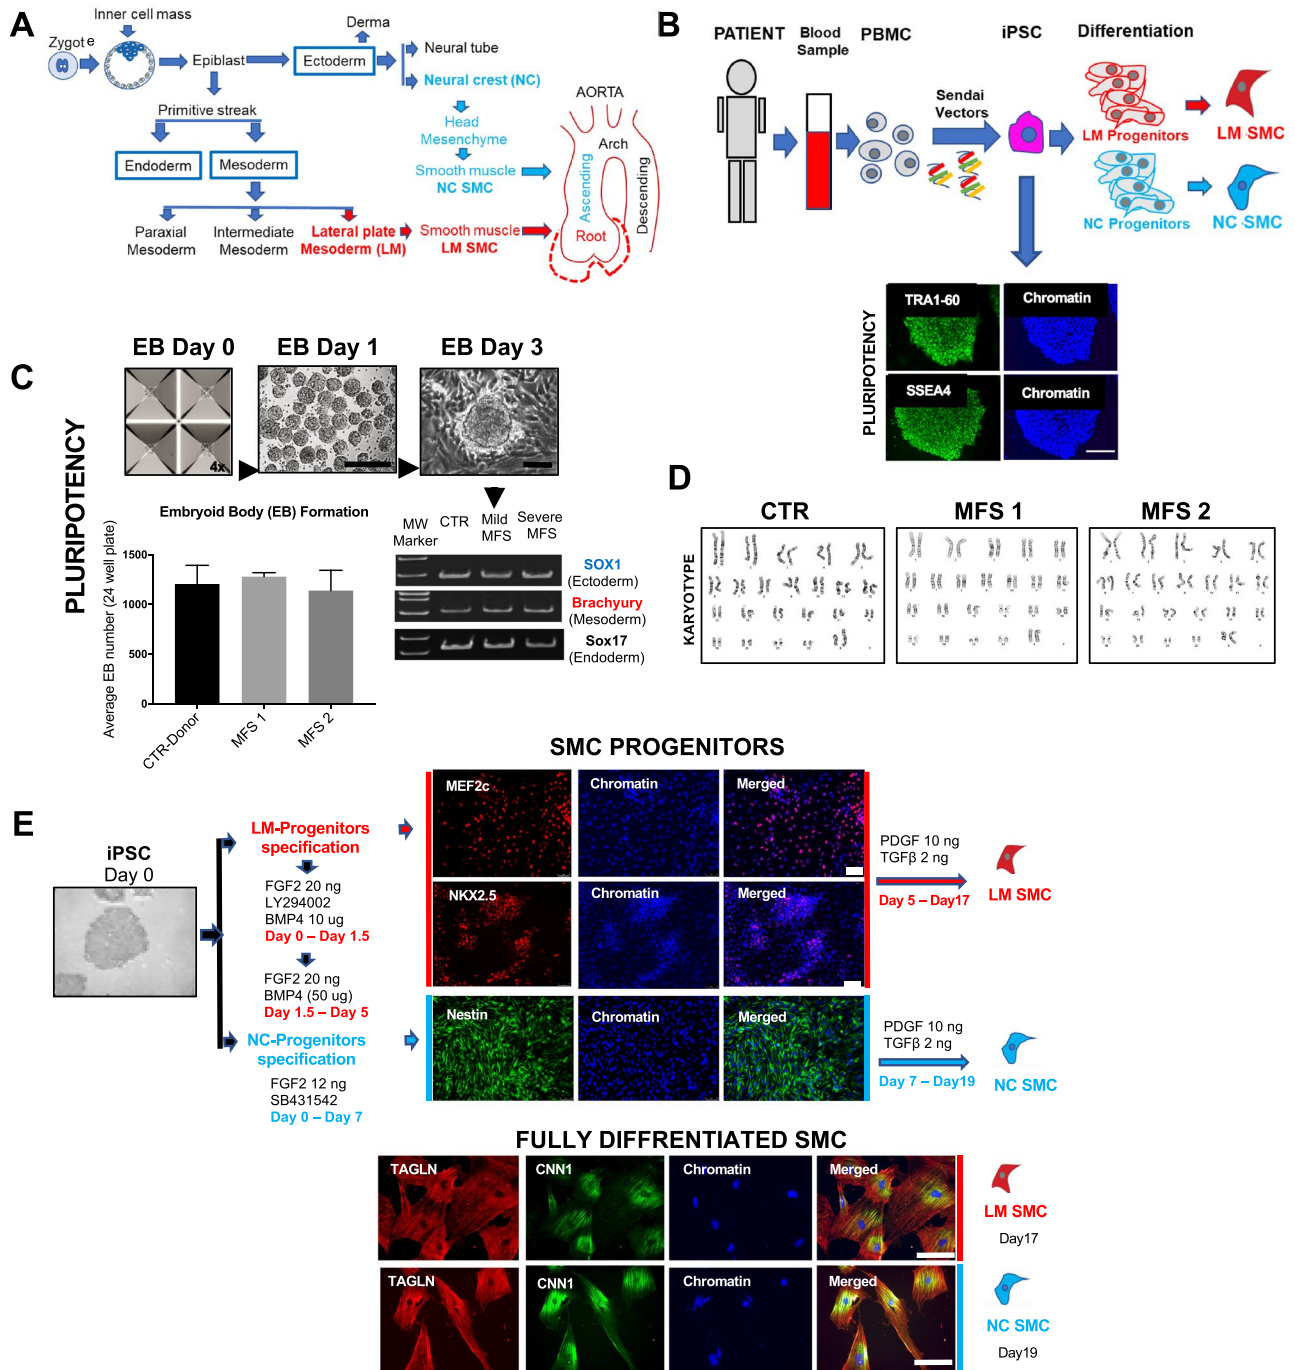 A
Inner cell mass
Zygote
Epiblast
Ectoderm
Derma
Neural tube
Neural crest (NC)
Primitive streak
Head
Mesenchyme
Endoderm
Mesoderm
Smooth muscle
NC SMC
Paraxial
Mesoderm
Intermediate
Mesoderm
Lateral plate
Mesoderm (LM)
Smooth muscle
LM SMC
AORTA
Arch
Ascending
Descending
Root
B
PATIENT
Blood
Sample
PBMC
iPSC
Differentiation
Sendai
Vectors
LM Progenitors
LM SMC
NC Progenitors
NC SMC
PLURIPOTENCY
TRA1-60
Chromatin
SSEA4
Chromatin
C
PLURIPOTENCY
EB Day 0
EB Day 1
EB Day 3
4x
Embryoid Body (EB) Formation
Average EB number (24 well plate)
1500
1000
500
0
CTR-Donor
MFS 1
MFS 2
MW
Marker
CTR
Mild
MFS
Severe
MFS
SOX1
(Ectoderm)
Brachyury
(Mesoderm)
Sox17
(Endoderm)
D
CTR
MFS 1
MFS 2
KARYOTYPE
E
SMC PROGENITORS
iPSC
Day 0
LM-Progenitors
specification
FGF2 20 ng
LY294002
BMP4 10 ug
Day 0 – Day 1.5
FGF2 20 ng
BMP4 (50 ug)
Day 1.5 – Day 5
NC-Progenitors
specification
FGF2 12 ng
SB431542
Day 0 – Day 7
MEF2c
Chromatin
Merged
NKX2.5
Chromatin
Merged
Nestin
Chromatin
Merged
PDGF 10 ng
TGFβ 2 ng
Day 5 – Day17
LM SMC
PDGF 10 ng
TGFβ 2 ng
Day 7 – Day19
NC SMC
FULLY DIFFRENTIATED SMC
TAGLN
CNN1
Chromatin
Merged
LM SMC
Day17
TAGLN
CNN1
Chromatin
Merged
NC SMC
Day19